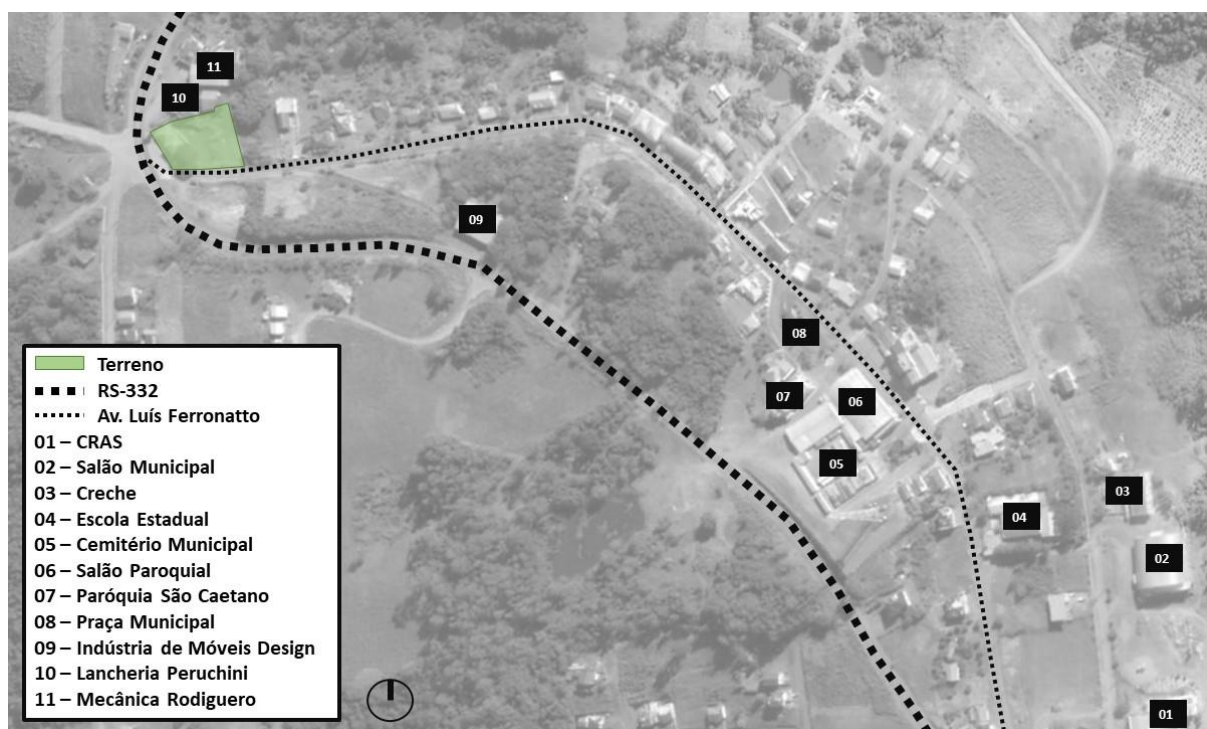 11
10
09
08
07
06
05
04
03
02
01
Terreno
RS-332
Av. Luís Ferronatto
01 – CRAS
02 – Salão Municipal
03 – Creche
04 – Escola Estadual
05 – Cemitério Municipal
06 – Salão Paroquial
07 – Paróquia São Caetano
08 – Praça Municipal
09 – Indústria de Móveis Design
10 – Lancheria Peruchini
11 – Mecânica Rodiguero